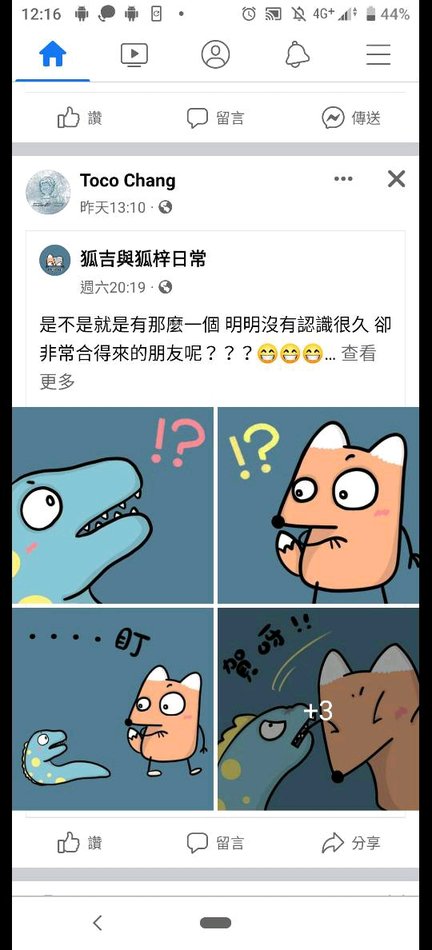 12:16
4G+
44%
讚
留言
傳送
Toco Chang
昨天13:10
狐吉與狐梓日常
週六20:19
是不是就是有那麼一個 明明沒有認識很久 卻
非常合得來的朋友呢？？？😁😁😁... 查看
更多
!?
!?
....盯
賀呀!!
+3
讚
留言
分享